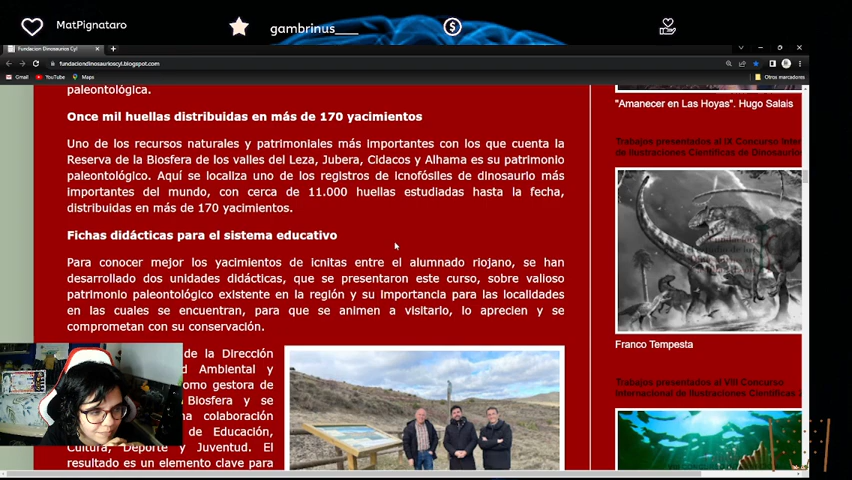 MatPignataro
gambrinus____
Fundacion Dinosaurios Cyl
fundaciondinosaurioscyl.blogspot.com
Gmail
YouTube
Maps
Otros marcadores
paleontológica.
Once mil huellas distribuidas en más de 170 yacimientos
Uno de los recursos naturales y patrimoniales más importantes con los que cuenta la
Reserva de la Biosfera de los valles del Leza, Jubera, Cidacos y Alhama es su patrimonio
paleontológico. Aquí se localiza uno de los registros de icnofósiles de dinosaurio más
importantes del mundo, con cerca de 11.000 huellas estudiadas hasta la fecha,
distribuidas en más de 170 yacimientos.
Fichas didácticas para el sistema educativo
Para conocer mejor los yacimientos de icnitas entre el alumnado riojano, se han
desarrollado dos unidades didácticas, que se presentaron este curso, sobre valioso
patrimonio paleontológico existente en la región y su importancia para las localidades
en las cuales se encuentran, para que se animen a visitarlo, lo aprecien y se
comprometan con su conservación.
de la Dirección
d Ambiental y
omo gestora de
Biosfera y se
na colaboración
de Educación,
Cultura, Deporte y Juventud. El
resultado es un elemento clave para
"Amanecer en Las Hoyas". Hugo Salais
Trabajos presentados al IX Concurso Inter
de Ilustraciones Científicas de Dinosaurio
Franco Tempesta
Trabajos presentados al VIII Concurso
Internacional de Ilustraciones Científicas